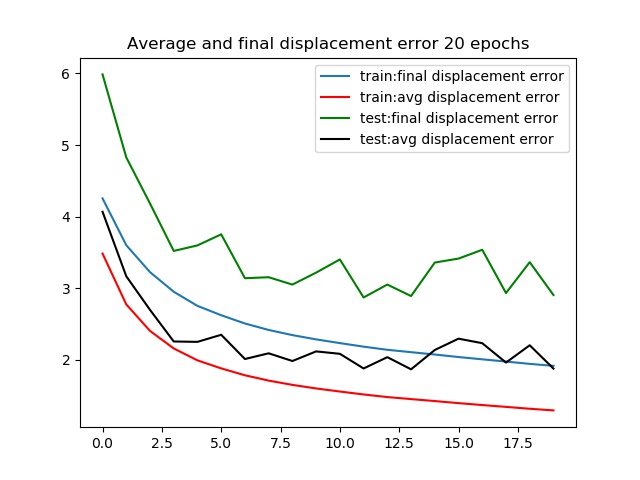 Average and final displacement error 20 epochs
train:final displacement error
train:avg displacement error
test:final displacement error
test:avg displacement error
6
5
4
3
2
0.0 2.5 5.0 7.5 10.0 12.5 15.0 17.5